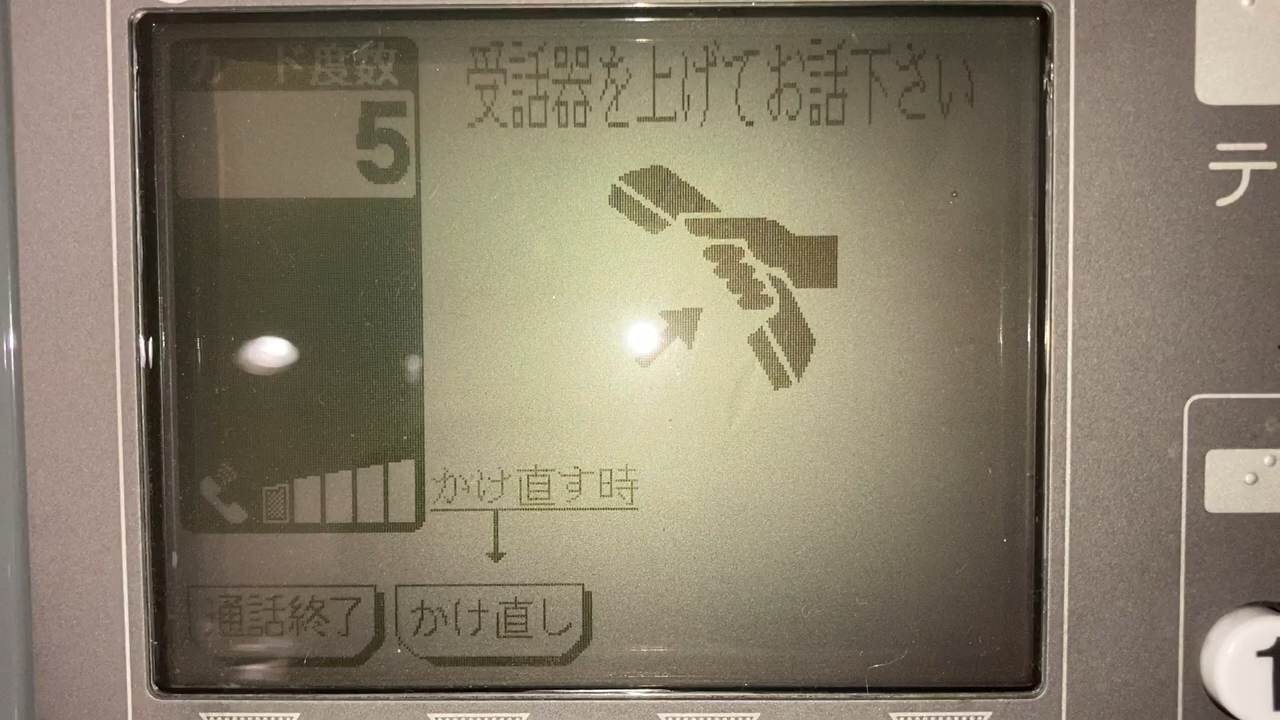 カード度数
5
受話器を上げてお話下さい
かけ直す時
通話終了
かけ直し
テ
1